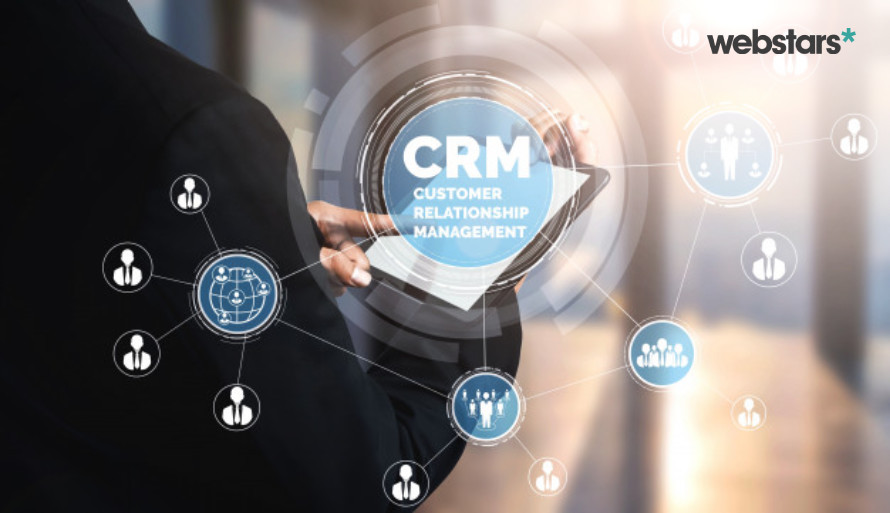 webstars*
CRM
CUSTOMER
RELATIONSHIP
MANAGEMENT